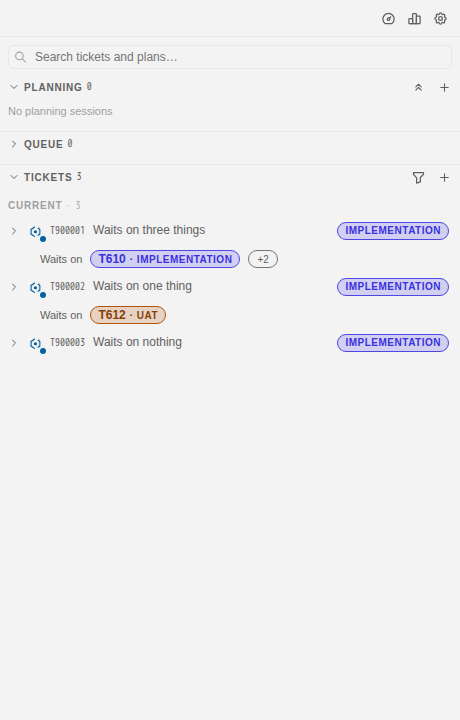 Search tickets and plans…
PLANNING 0
No planning sessions
QUEUE 0
TICKETS 3
CURRENT · 3
T900001 Waits on three things IMPLEMENTATION
Waits on T610 · IMPLEMENTATION +2
T900002 Waits on one thing IMPLEMENTATION
Waits on T612 · UAT
T900003 Waits on nothing IMPLEMENTATION